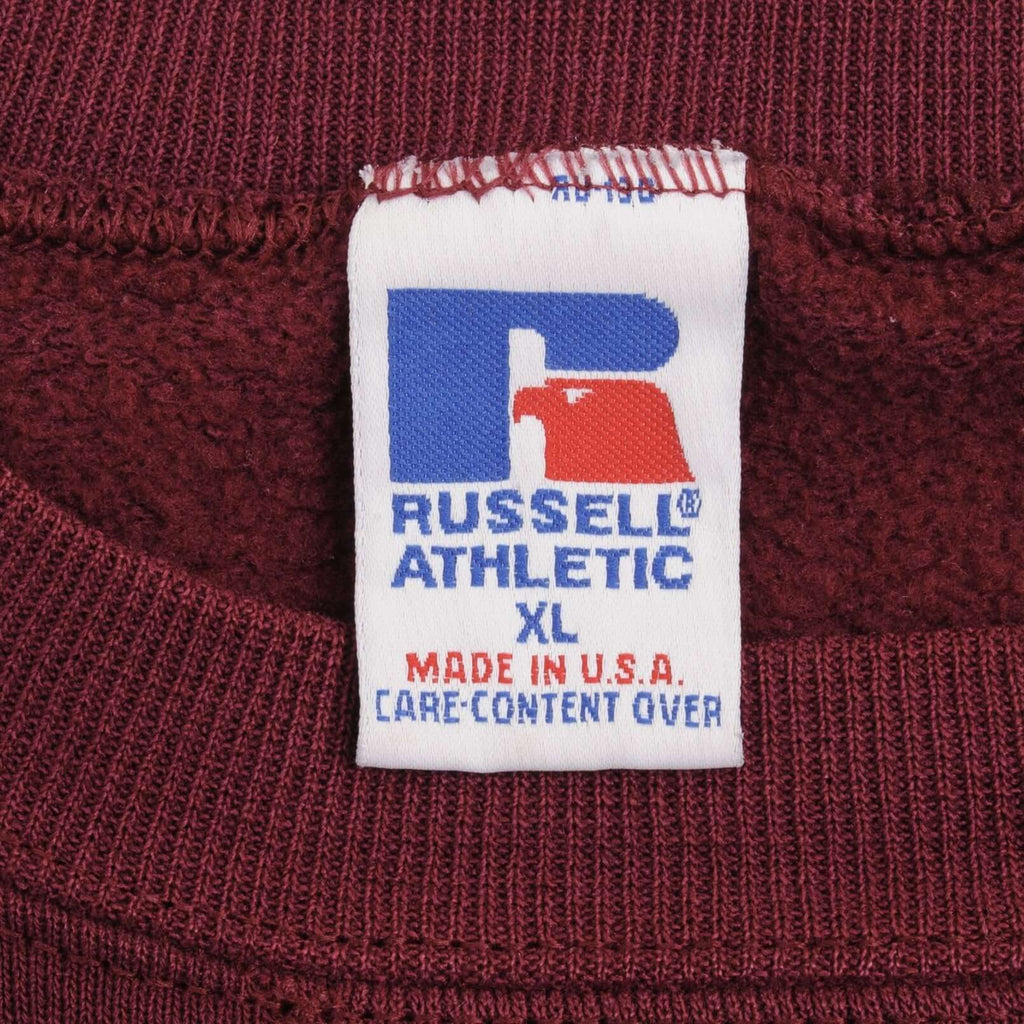 RUSSELL®
ATHLETIC
XL
MADE IN U.S.A.
CARE-CONTENT OVER